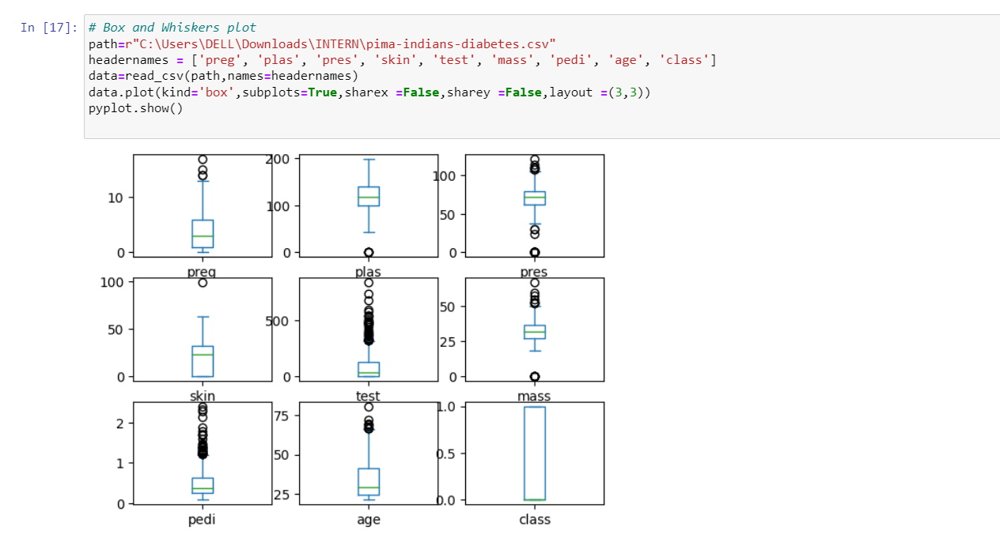 In [17]: # Box and Whiskers plot
path=r"C:\Users\DELL\Downloads\INTERN\pima-indians-diabetes.csv"
headernames = ['preg', 'plas', 'pres', 'skin', 'test', 'mass', 'pedi', 'age', 'class']
data=read_csv(path,names=headernames)
data.plot(kind='box',subplots=True,sharex =False,sharey =False,layout =(3,3))
pyplot.show()
200
100
10
100
50
0
0
0
preg
plas
pres
100
50
0
500
0
50
25
0
skin
test
mass
2
1
0
75
50
25
1.0
0.5
0.0
pedi
age
class